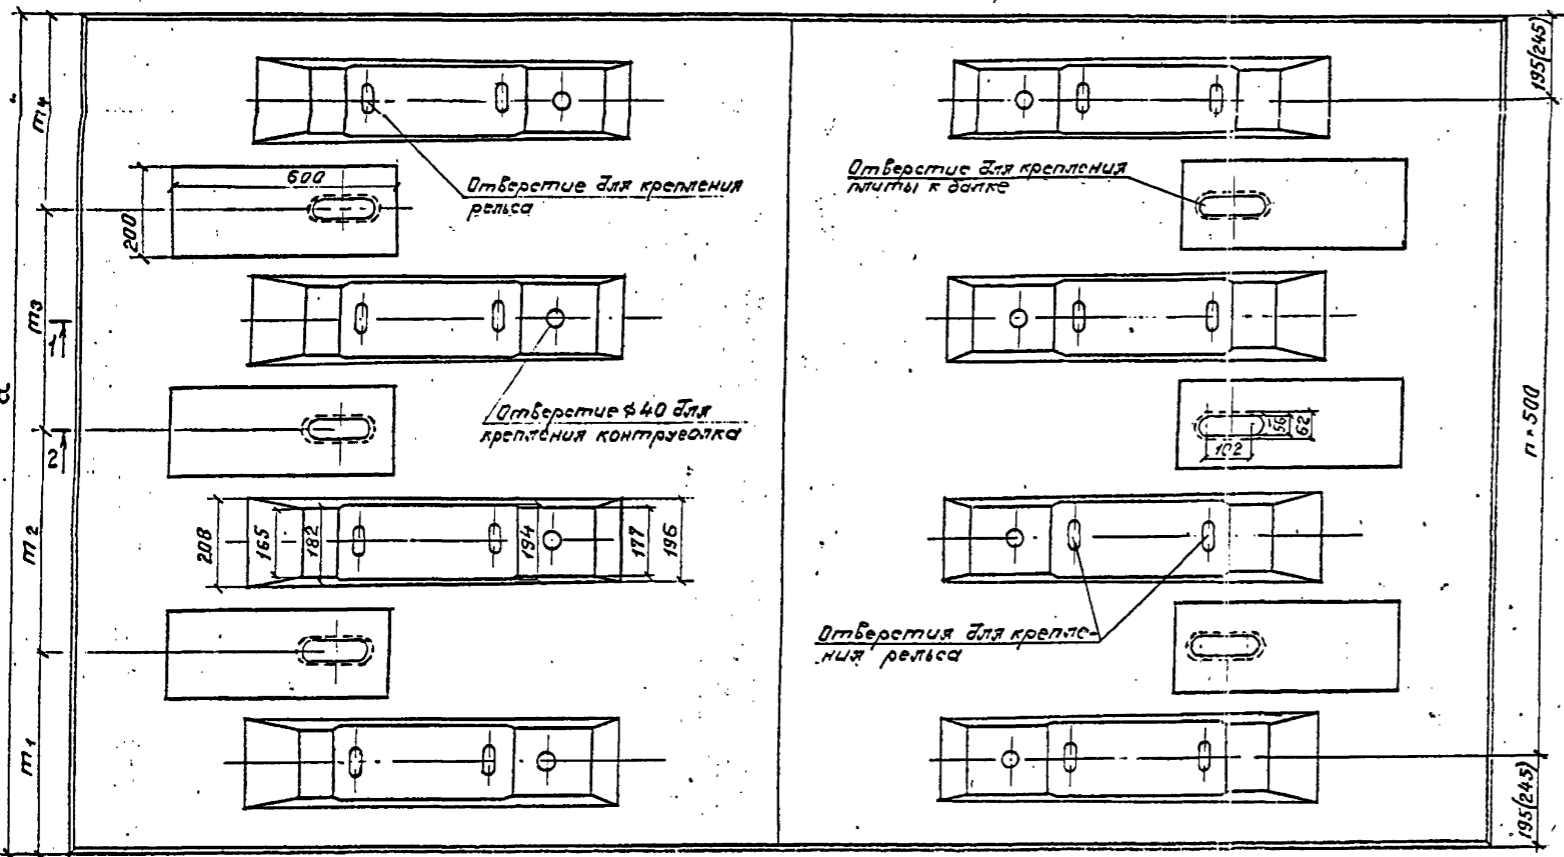 195(245)
m4
600
Отверстие для крепления
рельса
Отверстие для крепления
плиты к балке
200
m3
1
a
Отверстие ф40 для
крепления контруголка
2
56
62
102
n·500
m2
208
165
182
194
177
196
Отверстия для крепле-
ния рельса
m1
195(245)